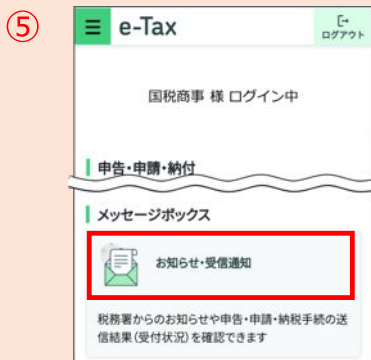 ⑤
e-Tax
ログアウト
国税商事 様 ログイン中
申告・申請・納付
メッセージボックス
お知らせ・受信通知
税務署からのお知らせや申告・申請・納税手続の送
信結果(受付状況)を確認できます